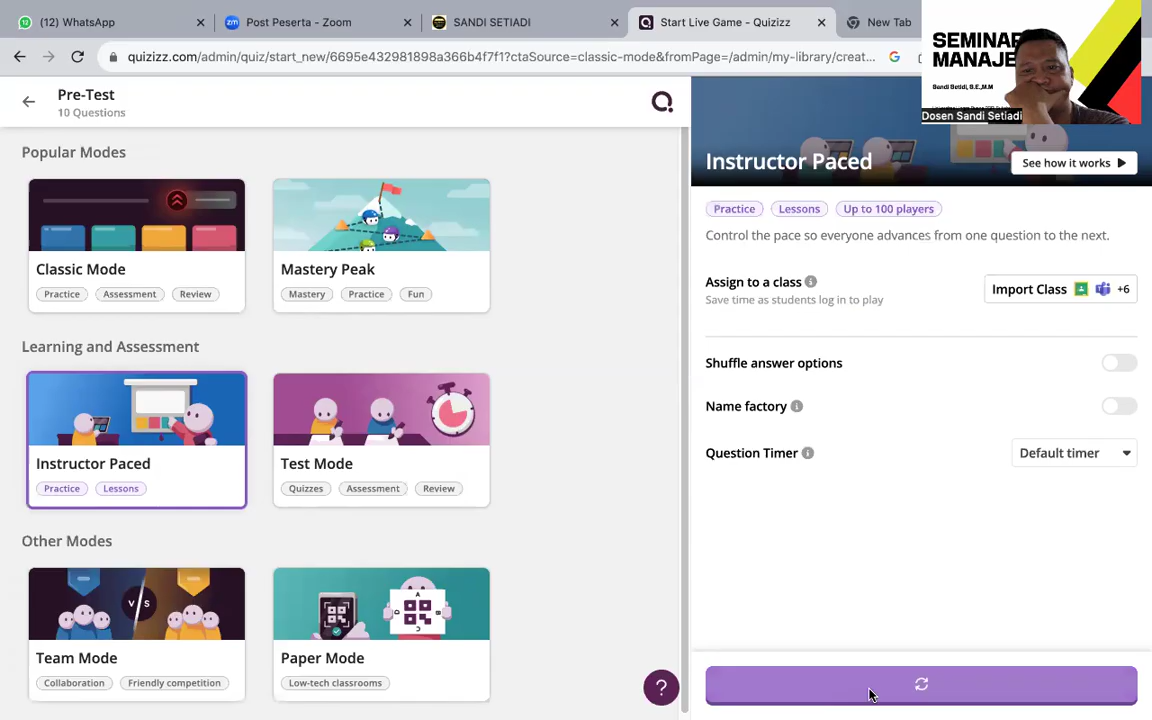 (12) WhatsApp
Post Peserta - Zoom
SANDI SETIADI
Start Live Game - Quizizz
New Tab
quizizz.com/admin/quiz/start_new/6695e432981898a366b4f7f1?ctaSource=classic-mode&fromPage=/admin/my-library/creat...
SEMINAR
MANAJE
Dosen Sandi Setiadi
Pre-Test
10 Questions
Popular Modes
Classic Mode
Practice Assessment Review
Mastery Peak
Mastery Practice Fun
Learning and Assessment
Instructor Paced
Practice Lessons
Test Mode
Quizzes Assessment Review
Other Modes
V S
Team Mode
Collaboration Friendly competition
Paper Mode
Low-tech classrooms
?
Instructor Paced
See how it works
Practice Lessons Up to 100 players
Control the pace so everyone advances from one question to the next.
Assign to a class
Save time as students log in to play
Import Class +6
Shuffle answer options
Name factory
Question Timer
Default timer